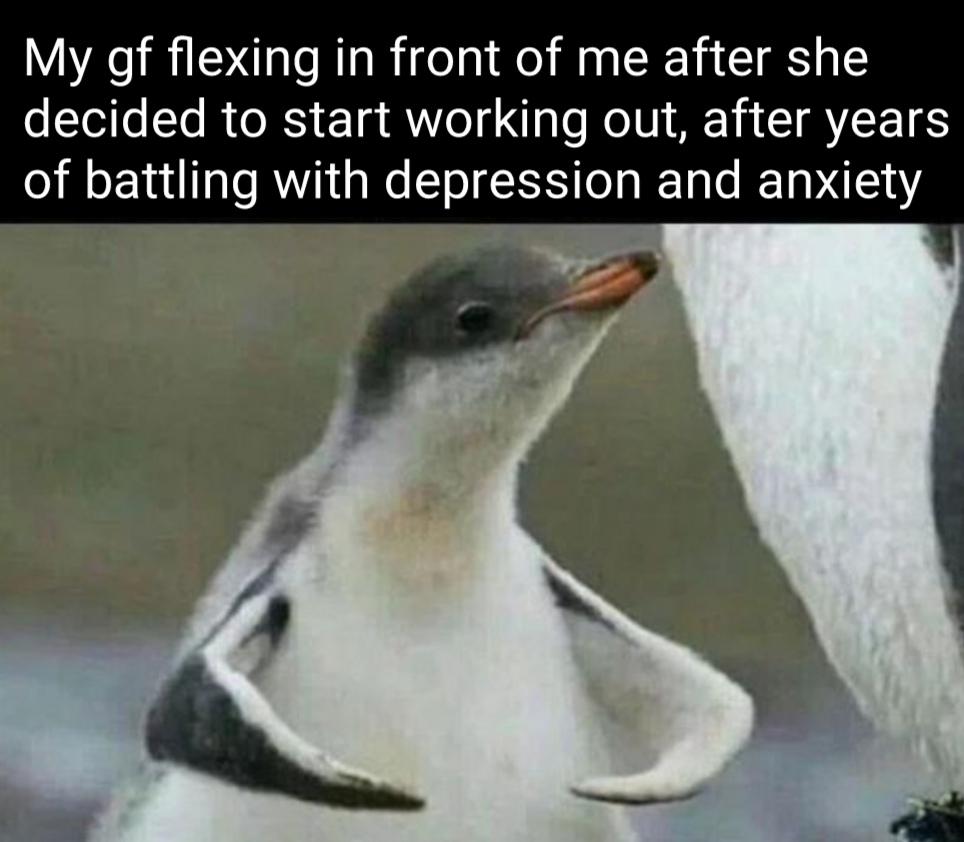 My gf flexing in front of me after she
decided to start working out, after years
of battling with depression and anxiety